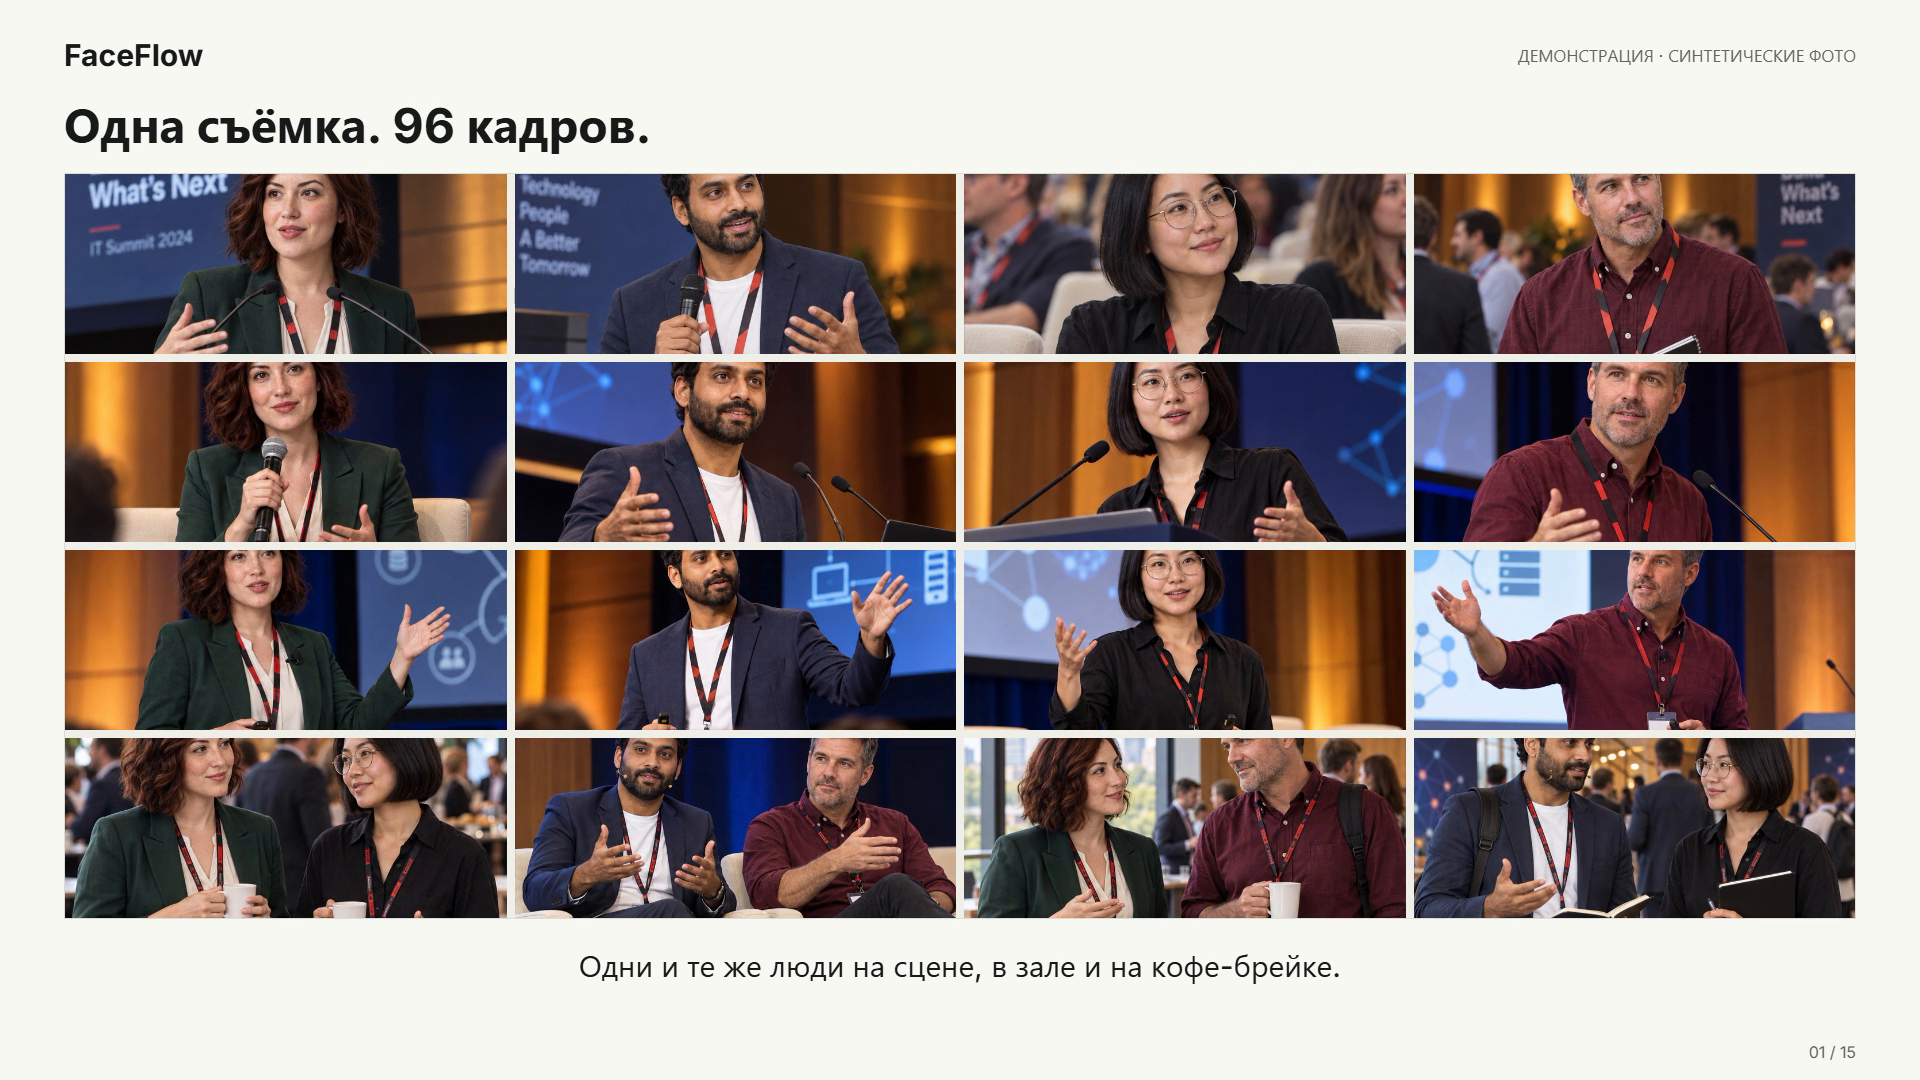 FaceFlow
ДЕМОНСТРАЦИЯ · СИНТЕТИЧЕСКИЕ ФОТО
Одна съёмка. 96 кадров.
What's Next
IT Summit 2024
Technology
People
A Better
Tomorrow
What's
Next
Одни и те же люди на сцене, в зале и на кофе-брейке.
01 / 15